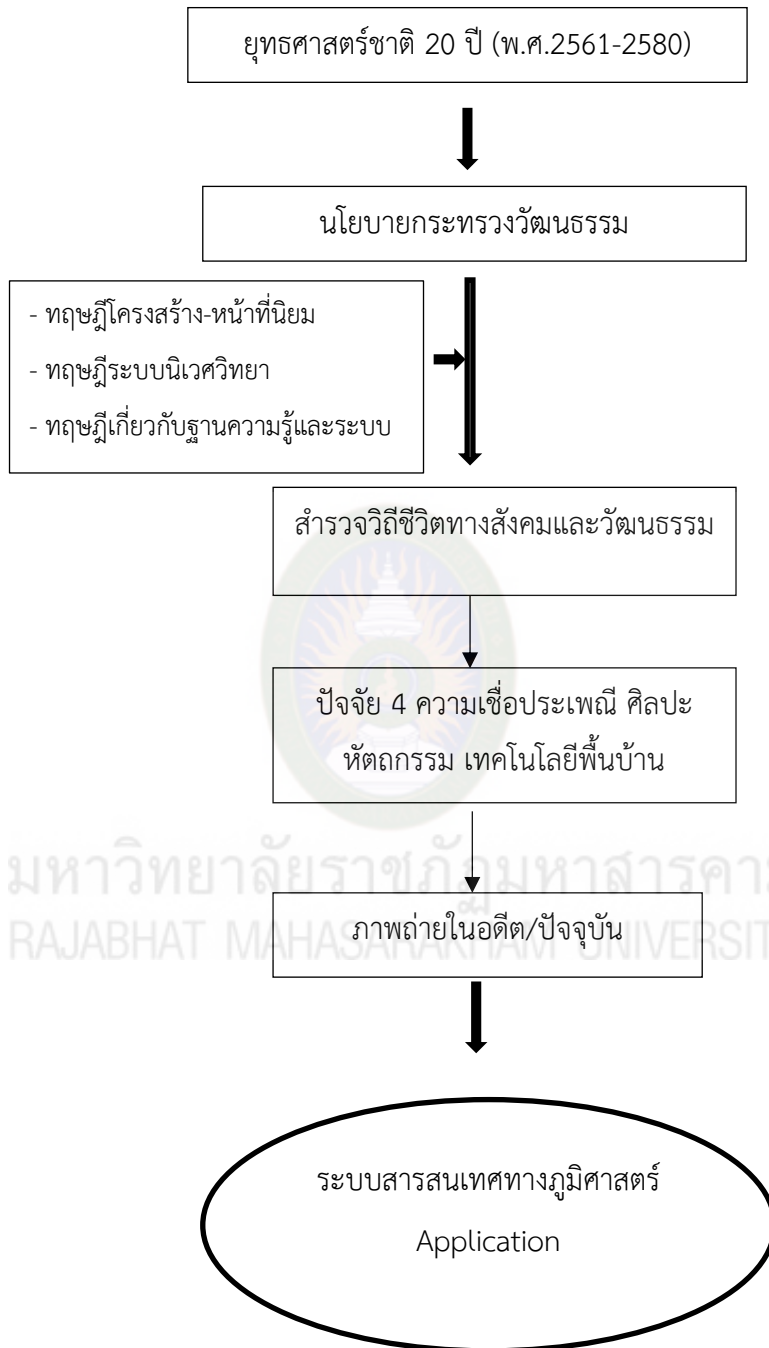 ยุทธศาสตร์ชาติ 20 ปี (พ.ศ.2561-2580)
นโยบายกระทรวงวัฒนธรรม
- ทฤษฎีโครงสร้าง-หน้าที่นิยม
- ทฤษฎีระบบนิเวศวิทยา
- ทฤษฎีเกี่ยวกับฐานความรู้และระบบ
สำรวจวิถีชีวิตทางสังคมและวัฒนธรรม
ปัจจัย 4 ความเชื่อประเพณี ศิลปะ
หัตถกรรม เทคโนโลยีพื้นบ้าน
มหาวิทยาลัยราชภัฏมหาสารคา
RAJABHAT MAHASARAKHAM UNIVERSIT
ภาพถ่ายในอดีต/ปัจจุบัน
ระบบสารสนเทศทางภูมิศาสตร์
Application